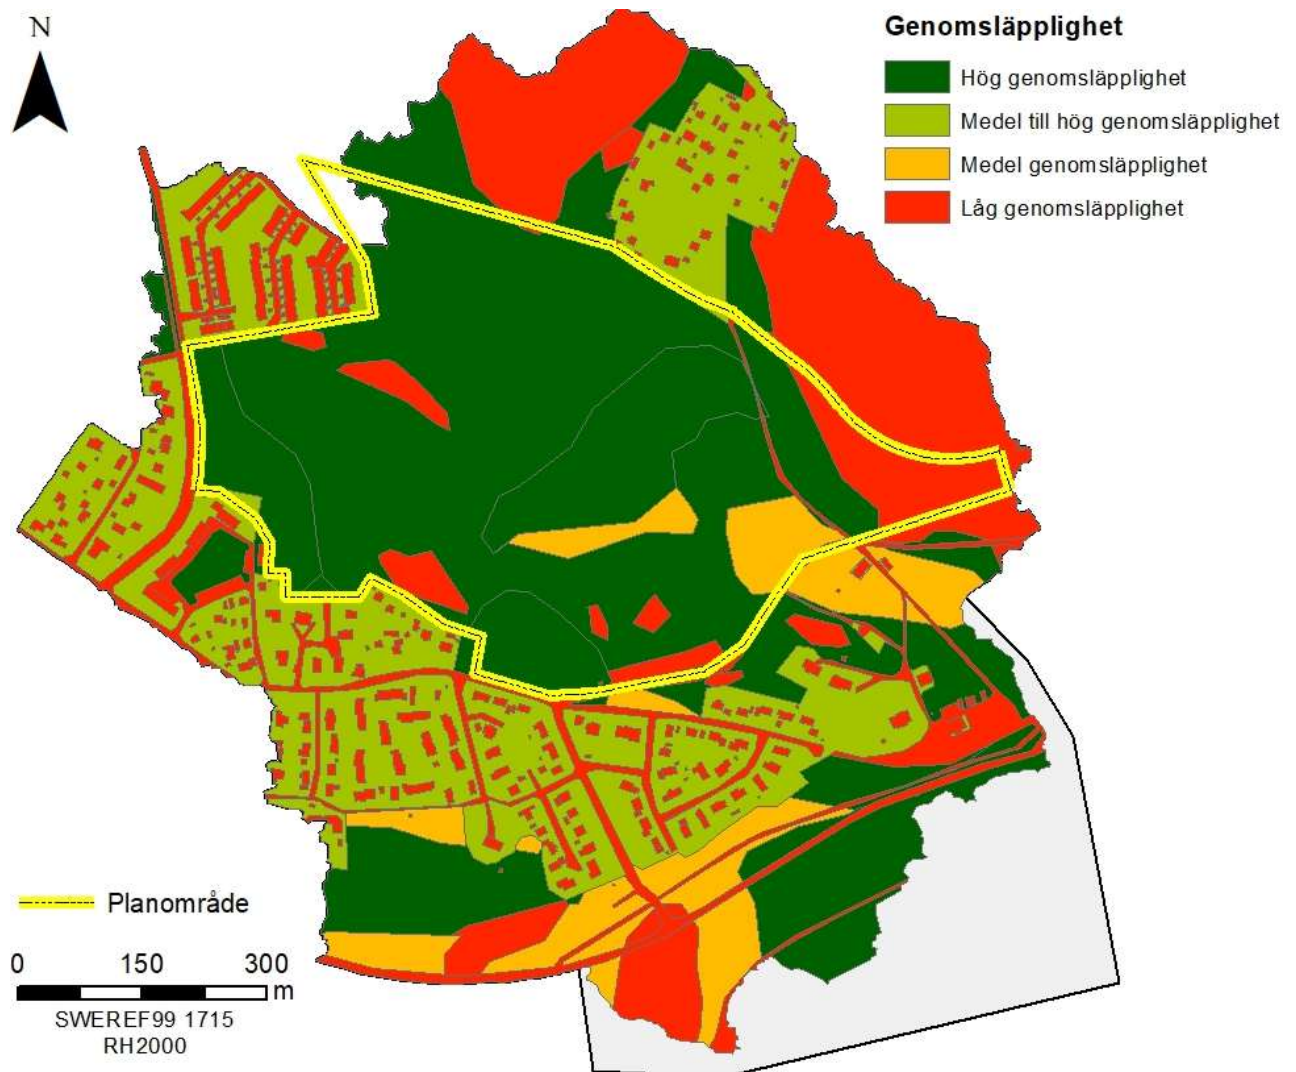 N
Genomsläpplighet
Hög genomsläpplighet
Medel till hög genomsläpplighet
Medel genomsläpplighet
Låg genomsläpplighet
Planområde
0 150 300
m
SWEREF99 1715
RH2000